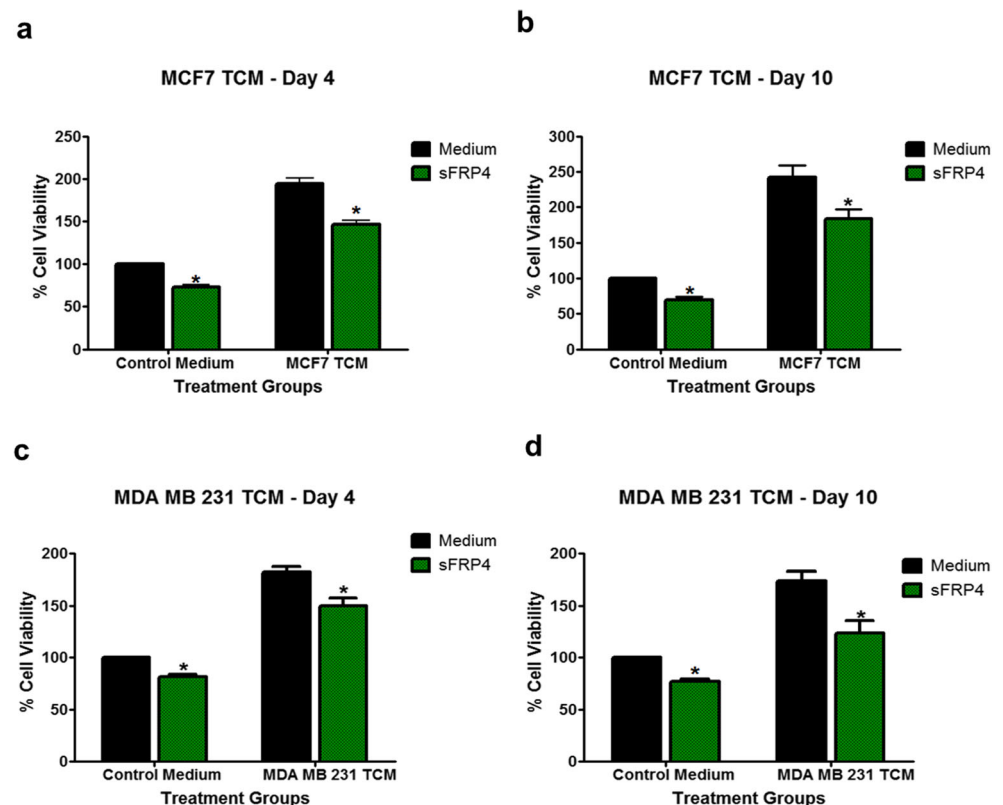 a
MCF7 TCM - Day 4
250
200
150
100
50
0
% Cell Viability
*
*
Medium
sFRP4
Control Medium
MCF7 TCM
Treatment Groups
b
MCF7 TCM - Day 10
300
250
200
150
100
50
0
% Cell Viability
*
*
Medium
sFRP4
Control Medium
MCF7 TCM
Treatment Groups
c
MDA MB 231 TCM - Day 4
200
150
100
50
0
% Cell Viability
*
*
Medium
sFRP4
Control Medium
MDA MB 231 TCM
Treatment Groups
d
MDA MB 231 TCM - Day 10
200
150
100
50
0
% Cell Viability
*
*
Medium
sFRP4
Control Medium
MDA MB 231 TCM
Treatment Groups